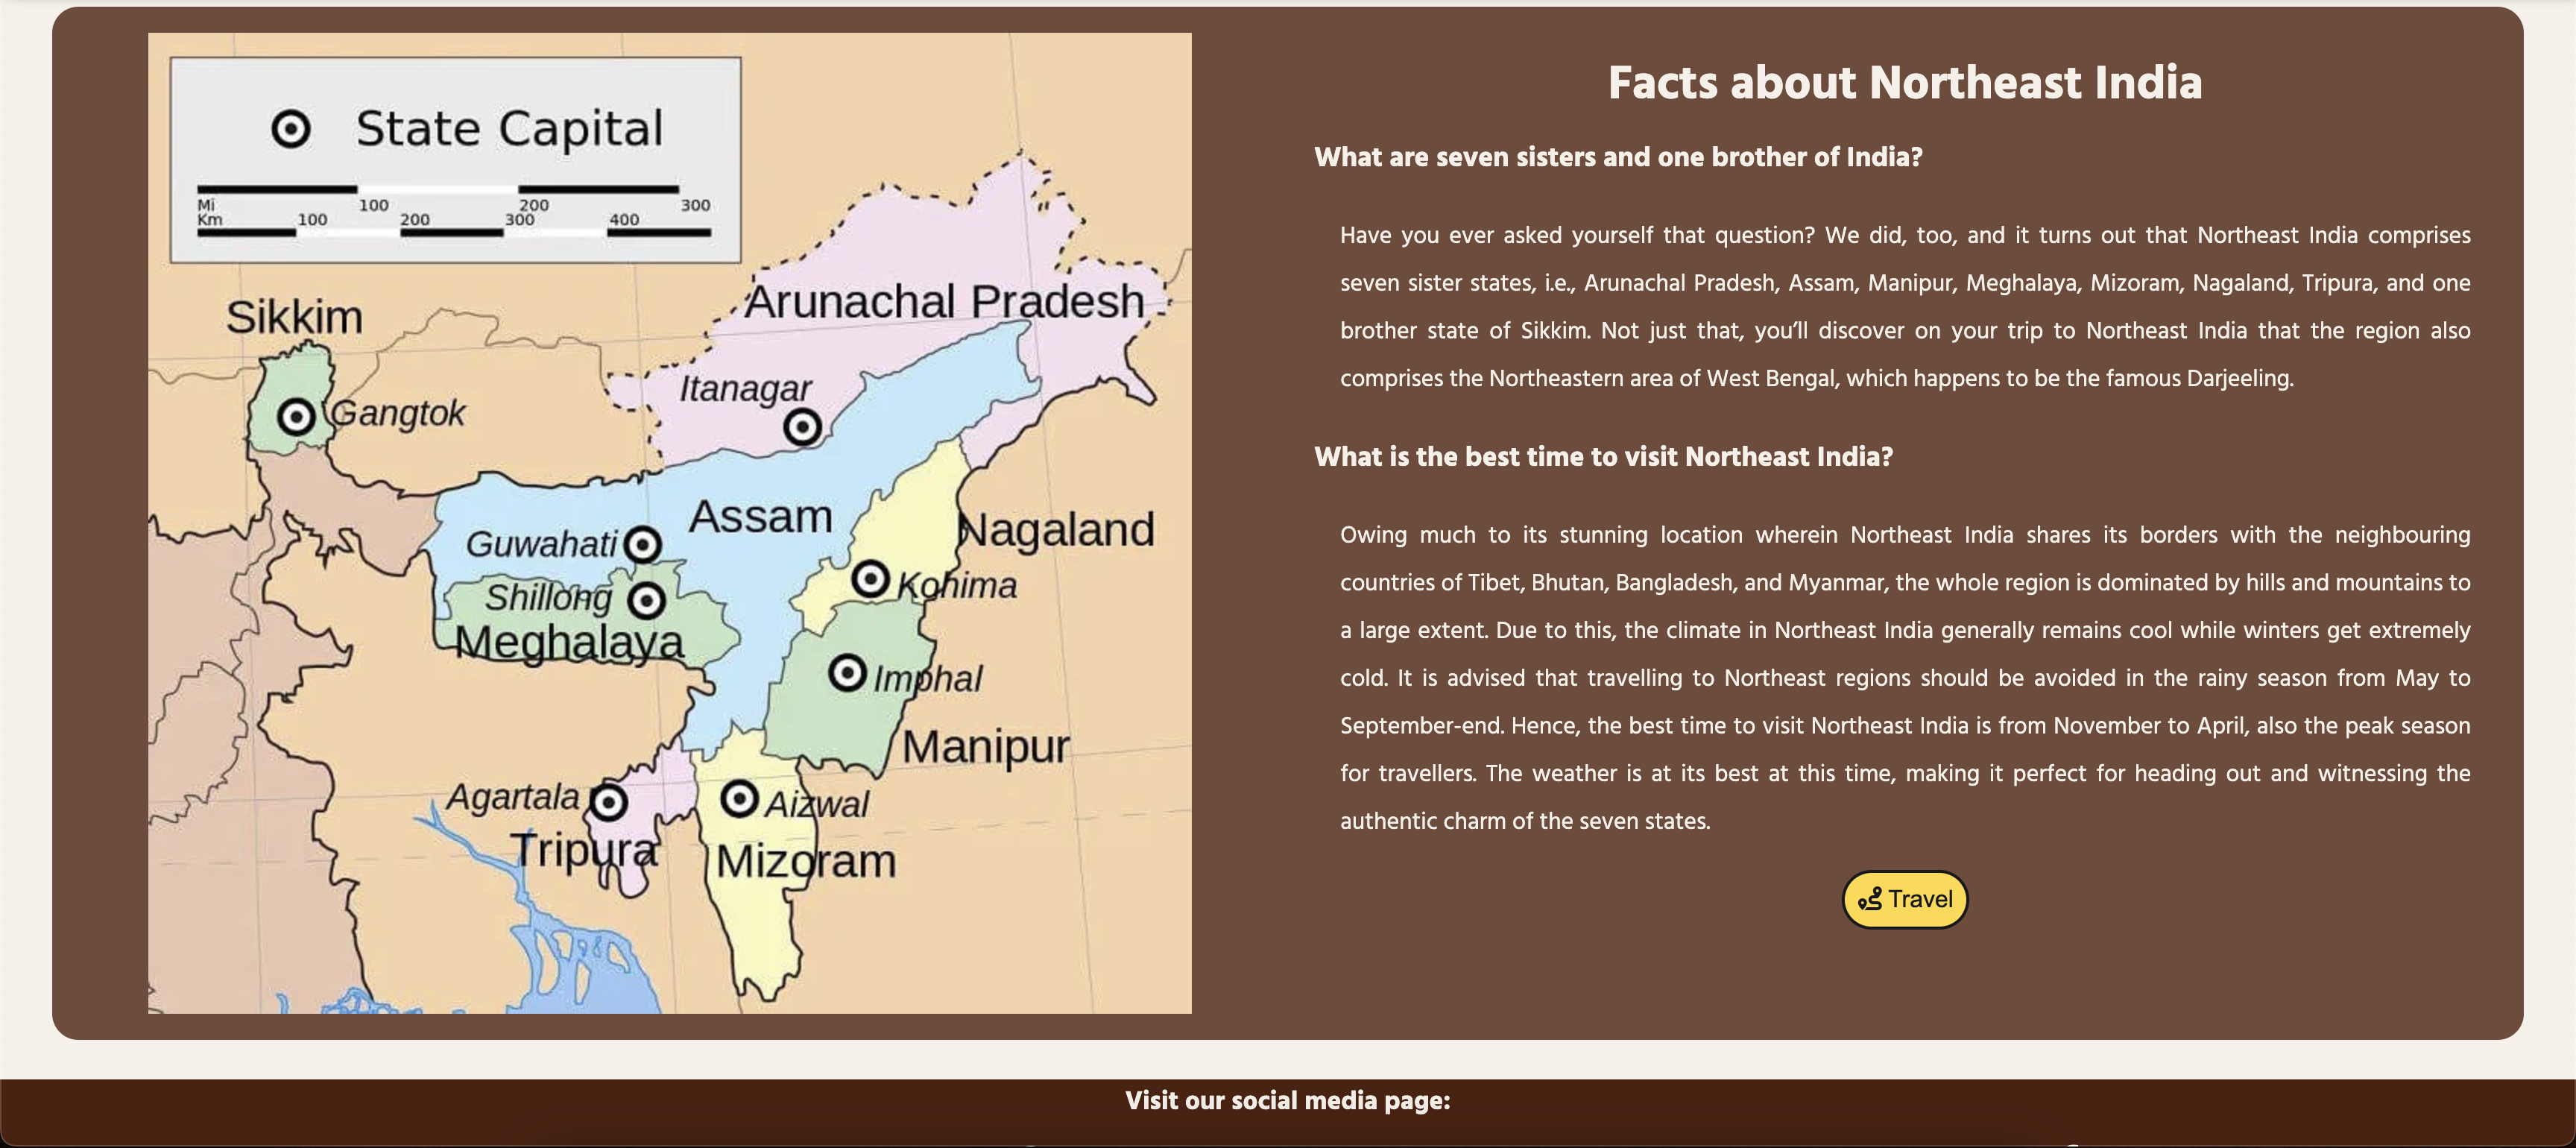 State Capital
Mi 100 200 300
Km 100 200 300 400
Sikkim
Gangtok
Arunachal Pradesh
Itanagar
Assam
Guwahati
Nagaland
Kohima
Shillong
Meghalaya
Imphal
Manipur
Agartala
Tripura
Aizwal
Mizoram
Facts about Northeast India
What are seven sisters and one brother of India?
Have you ever asked yourself that question? We did, too, and it turns out that Northeast India comprises
seven sister states, i.e., Arunachal Pradesh, Assam, Manipur, Meghalaya, Mizoram, Nagaland, Tripura, and one
brother state of Sikkim. Not just that, you’ll discover on your trip to Northeast India that the region also
comprises the Northeastern area of West Bengal, which happens to be the famous Darjeeling.
What is the best time to visit Northeast India?
Owing much to its stunning location wherein Northeast India shares its borders with the neighbouring
countries of Tibet, Bhutan, Bangladesh, and Myanmar, the whole region is dominated by hills and mountains to
a large extent. Due to this, the climate in Northeast India generally remains cool while winters get extremely
cold. It is advised that travelling to Northeast regions should be avoided in the rainy season from May to
September-end. Hence, the best time to visit Northeast India is from November to April, also the peak season
for travellers. The weather is at its best at this time, making it perfect for heading out and witnessing the
authentic charm of the seven states.
Travel
Visit our social media page: